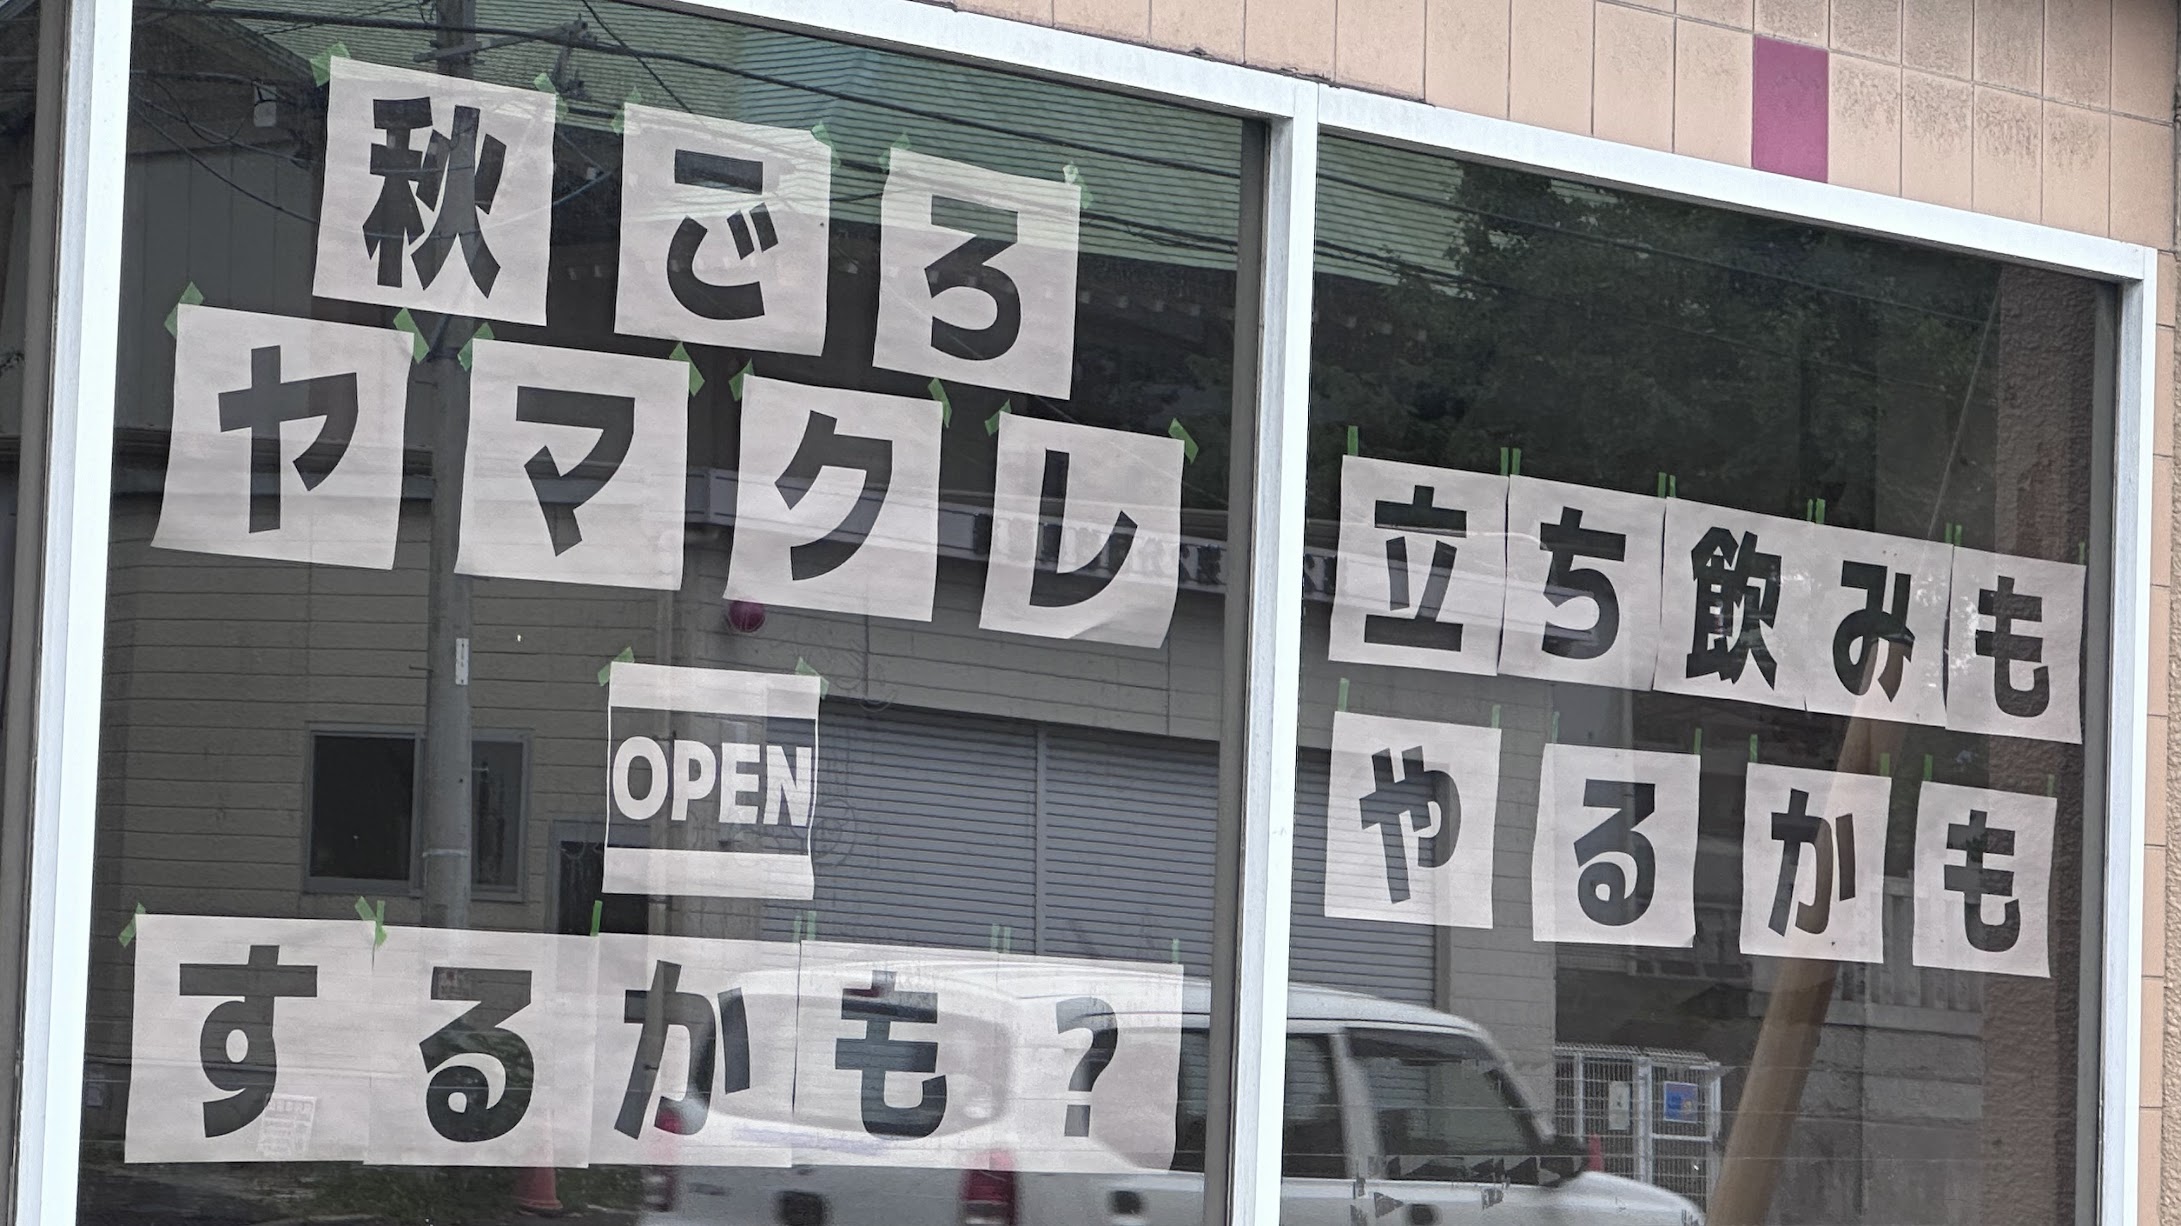 秋ごろ
ヤマクレ
OPEN
するかも?
立ち飲みも
やるかも